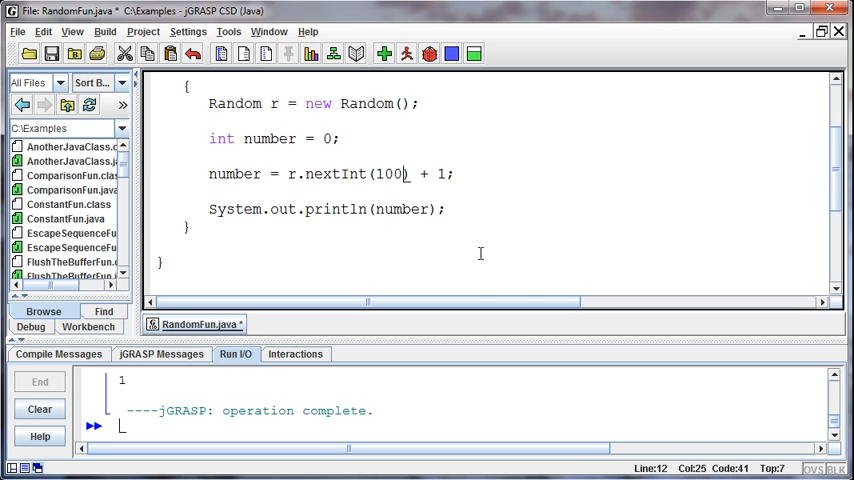 File: RandomFun.java * C:\Examples - jGRASP CSD (Java)
File Edit View Build Project Settings Tools Window Help
All Files Sort B...
C:\Examples
AnotherJavaClass.c
AnotherJavaClass.j
ComparisonFun.clas
ComparisonFun.java
ConstantFun.class
ConstantFun.java
EscapeSequenceFu
EscapeSequenceFu
FlushTheBufferFun.c
FlushTheBufferFun.j
Browse Find
Debug Workbench
{
Random r = new Random();
int number = 0;
number = r.nextInt(100) + 1;
System.out.println(number);
}
}
RandomFun.java *
Compile Messages jGRASP Messages Run I/O Interactions
End
Clear
Help
1
----jGRASP: operation complete.
Line:12 Col:25 Code:41 Top:7 OVS BLK